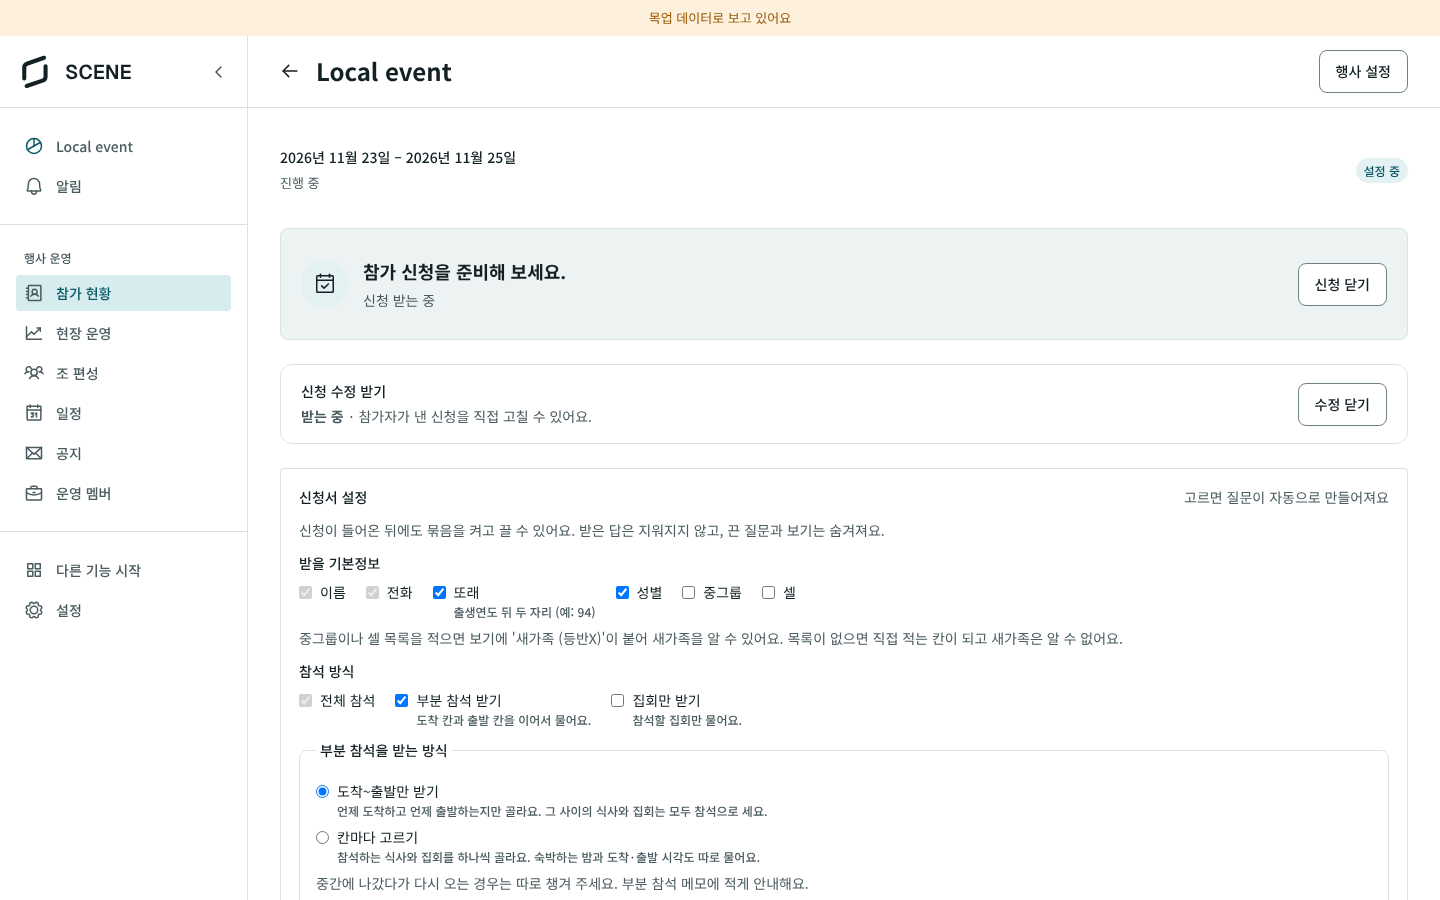 목업 데이터로 보고 있어요
SCENE
Local event
행사 설정
Local event
알림
행사 운영
참가 현황
현장 운영
조 편성
일정
공지
운영 멤버
다른 기능 시작
설정
2026년 11월 23일 – 2026년 11월 25일
진행 중
설정 중
참가 신청을 준비해 보세요.
신청 받는 중
신청 닫기
신청 수정 받기
받는 중 · 참가자가 낸 신청을 직접 고칠 수 있어요.
수정 닫기
신청서 설정
고르면 질문이 자동으로 만들어져요
신청이 들어온 뒤에도 묶음을 켜고 끌 수 있어요. 받은 답은 지워지지 않고, 끈 질문과 보기는 숨겨져요.
받을 기본정보
이름 전화 또래 성별 중그룹 셀
출생연도 뒤 두 자리 (예: 94)
중그룹이나 셀 목록을 적으면 보기에 '새가족 (등반X)'이 붙어 새가족을 알 수 있어요. 목록이 없으면 직접 적는 칸이 되고 새가족은 알 수 없어요.
참석 방식
전체 참석 부분 참석 받기 집회만 받기
도착 칸과 출발 칸을 이어서 물어요. 참석할 집회만 물어요.
부분 참석을 받는 방식
도착~출발만 받기
언제 도착하고 언제 출발하는지만 골라요. 그 사이의 식사와 집회는 모두 참석으로 세요.
칸마다 고르기
참석하는 식사와 집회를 하나씩 골라요. 숙박하는 밤과 도착·출발 시각도 따로 물어요.
중간에 나갔다가 다시 오는 경우는 따로 챙겨 주세요. 부분 참석 메모에 적게 안내해요.